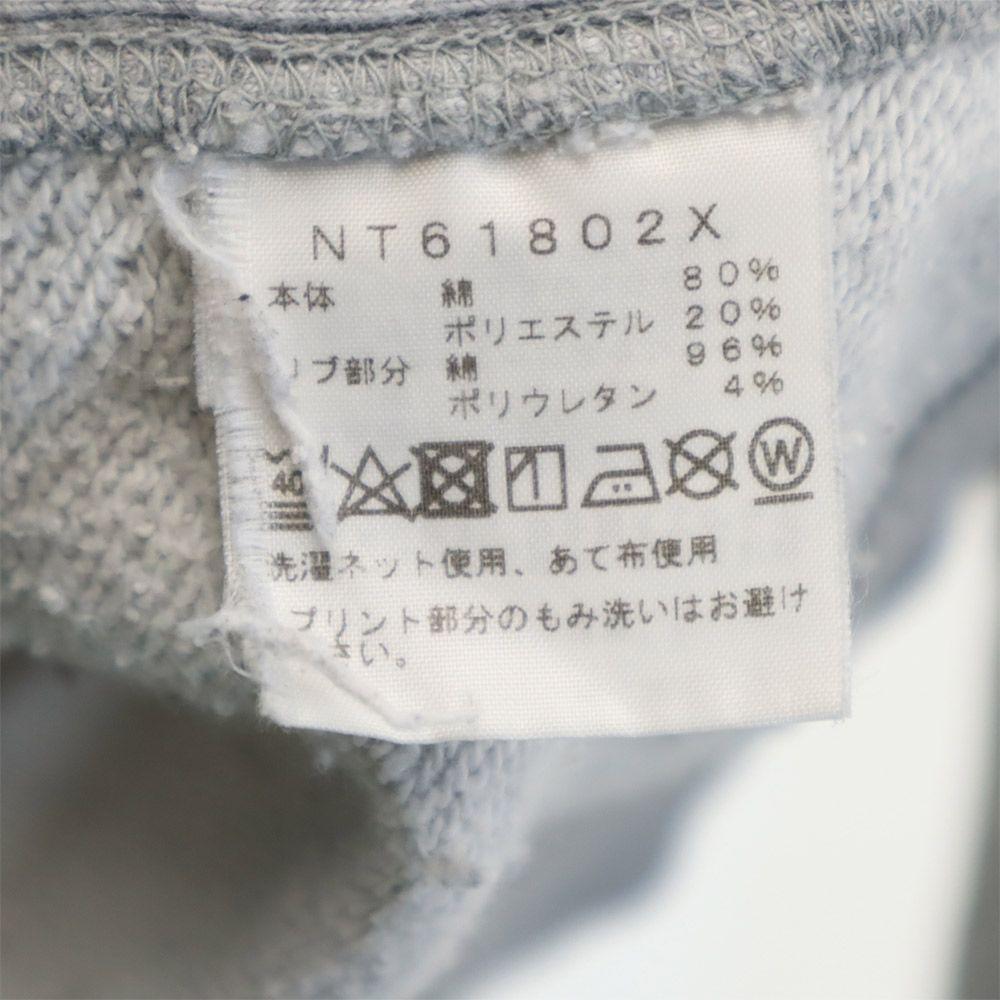 NT61802X
本体 綿 80%
ポリエステル 20%
リブ部分 綿 96%
ポリウレタン 4%
40 W
洗濯ネット使用、あて布使用
プリント部分のもみ洗いはお避け
さい。